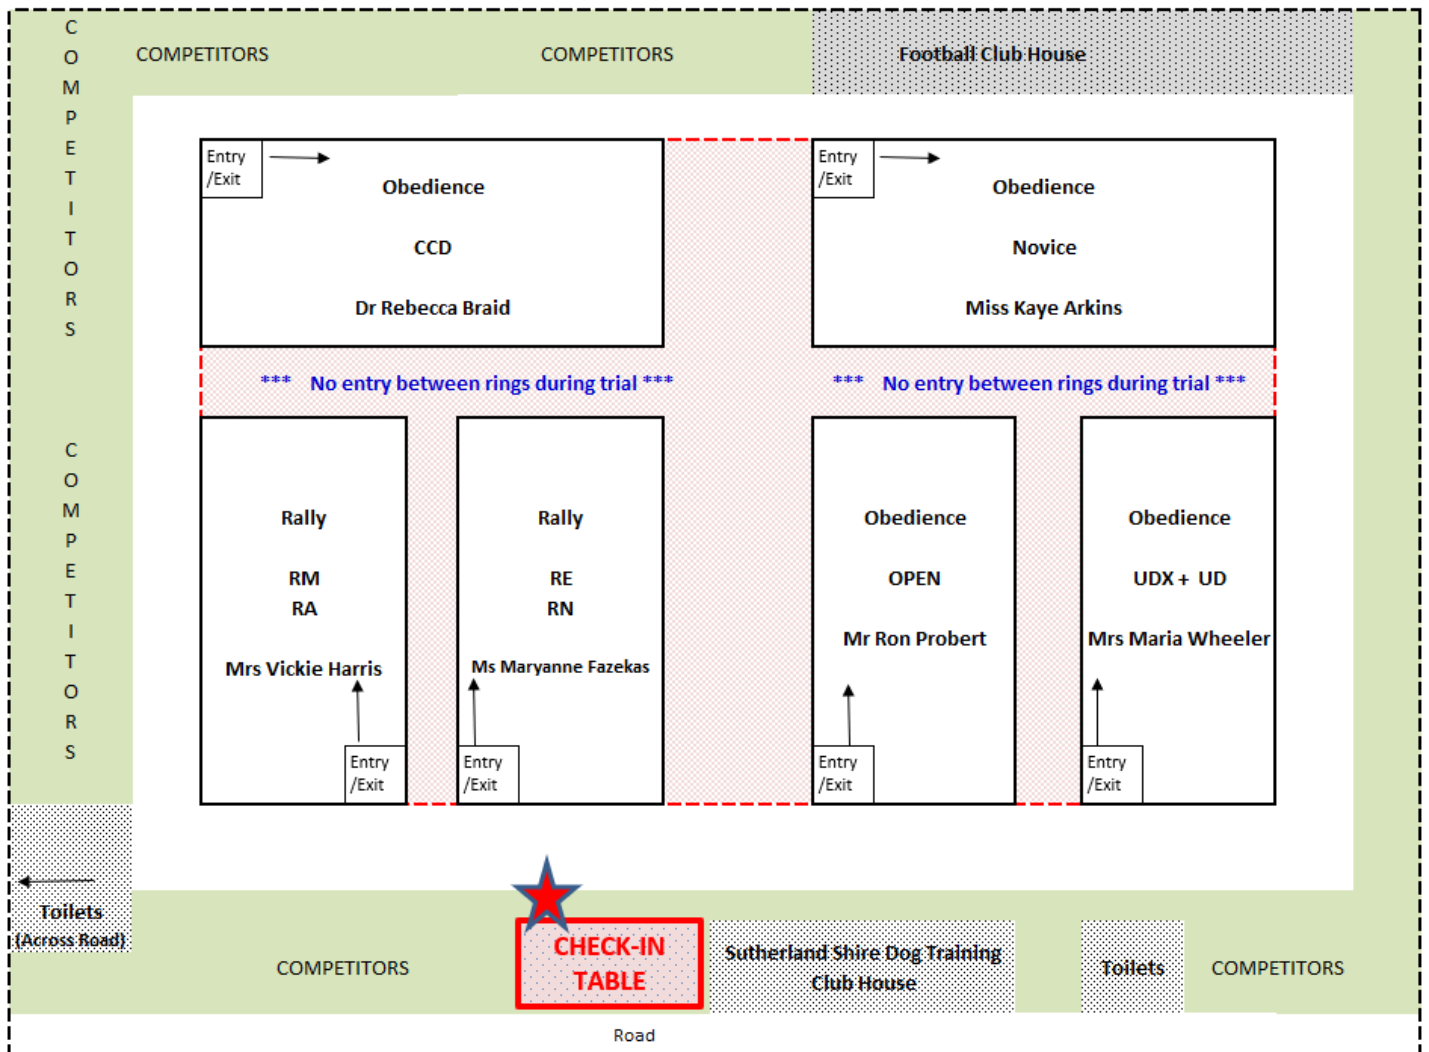 COMPETITORS
COMPETITORS
COMPETITORS
Football Club House
Entry
/Exit
Obedience
CCD
Dr Rebecca Braid
Entry
/Exit
Obedience
Novice
Miss Kaye Arkins
*** No entry between rings during trial ***
*** No entry between rings during trial ***
COMPETITORS
Rally
RM
RA
Mrs Vickie Harris
Entry
/Exit
Rally
RE
RN
Ms Maryanne Fazekas
Entry
/Exit
Obedience
OPEN
Mr Ron Probert
Entry
/Exit
Obedience
UDX + UD
Mrs Maria Wheeler
Entry
/Exit
Toilets
(Across Road)
COMPETITORS
CHECK-IN
TABLE
Sutherland Shire Dog Training
Club House
Toilets
COMPETITORS
Road